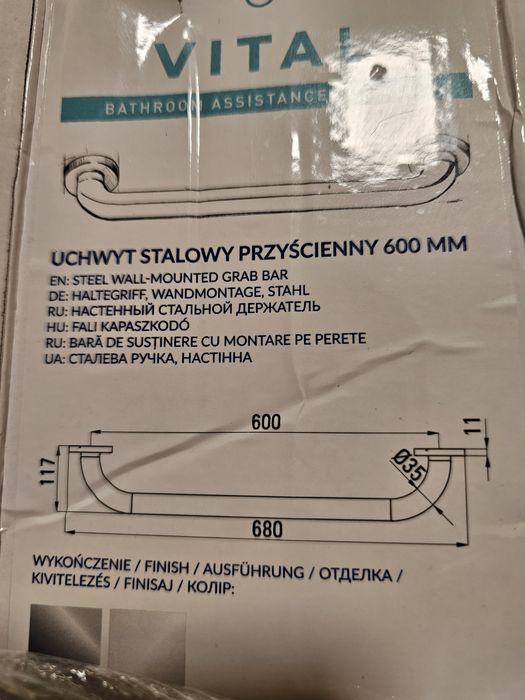 VITAL
BATHROOM ASSISTANCE
UCHWYT STALOWY PRZYŚCIENNY 600 MM
EN: STEEL WALL-MOUNTED GRAB BAR
DE: HALTEGRIFF, WANDMONTAGE, STAHL
RU: НАСТЕННЫЙ СТАЛЬНОЙ ДЕРЖАТЕЛЬ
HU: FALI KAPASZKODÓ
RU: BARĂ DE SUSȚINERE CU MONTARE PE PERETE
UA: СТАЛЕВА РУЧКА, НАСТІННА
600
11
117
Ø35
680
WYKOŃCZENIE / FINISH / AUSFÜHRUNG / ОТДЕЛКА /
KIVITELEZÉS / FINISAJ / КОЛІР: